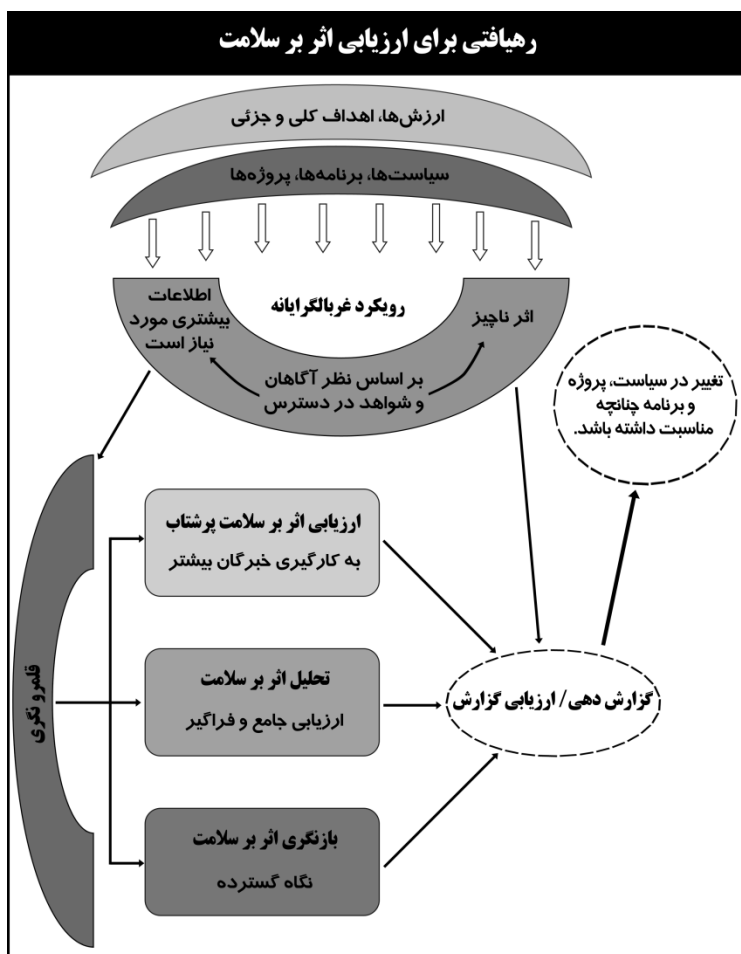 رهیافتی برای ارزیابی اثر بر سلامت
ارزش‌ها، اهداف کلی و جزئی
سیاست‌ها، برنامه‌ها، پروژه‌ها
رویکرد غربالگرایانه
اثر ناچیز
اطلاعات
بیشتری مورد
نیاز است
بر اساس نظر آگاهان
و شواهد در دسترس
تغییر در سیاست، پروژه
و برنامه چنانچه
مناسبت داشته باشد.
قلمرو نگری
ارزیابی اثر بر سلامت پرشتاب
به کارگیری خبرگان بیشتر
تحلیل اثر بر سلامت
ارزیابی جامع و فراگیر
بازنگری اثر بر سلامت
نگاه گسترده
گزارش دهی/ ارزیابی گزارش